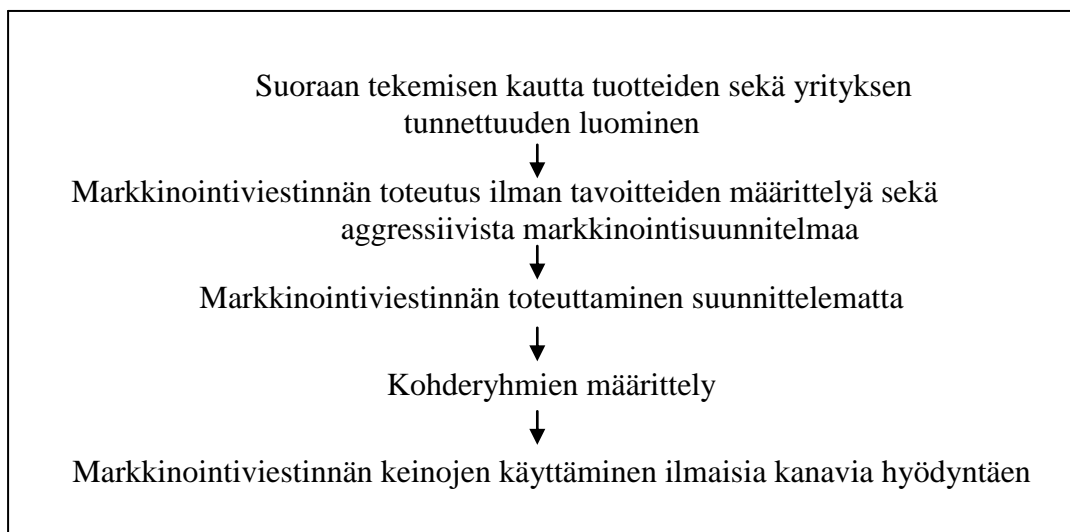 Suoraan tekemisen kautta tuotteiden sekä yrityksen
tunnettuuden luominen
Markkinointiviestinnän toteutus ilman tavoitteiden määrittelyä sekä
aggressiivista markkinointisuunnitelmaa
Markkinointiviestinnän toteuttaminen suunnittelematta
Kohderyhmien määrittely
Markkinointiviestinnän keinojen käyttäminen ilmaisia kanavia hyödyntäen